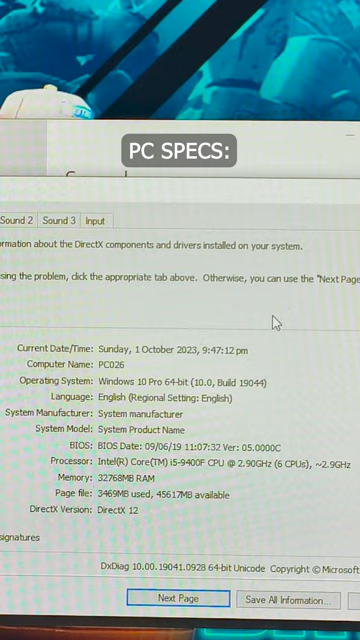 PC SPECS:
Sound 2 Sound 3 Input
ormation about the DirectX components and drivers installed on your system.
sing the problem, click the appropriate tab above. Otherwise, you can use the "Next Page
Current Date/Time: Sunday, 1 October 2023, 9:47:12 pm
Computer Name: PC026
Operating System: Windows 10 Pro 64-bit (10.0, Build 19044)
Language: English (Regional Setting: English)
System Manufacturer: System manufacturer
System Model: System Product Name
BIOS: BIOS Date: 09/06/19 11:07:32 Ver: 05.0000C
Processor: Intel(R) Core(TM) i5-9400F CPU @ 2.90GHz (6 CPUs), ~2.9GHz
Memory: 32768MB RAM
Page file: 3469MB used, 45617MB available
DirectX Version: DirectX 12
signatures
DxDiag 10.00.19041.0928 64-bit Unicode Copyright © Microsoft
Next Page Save All Information...